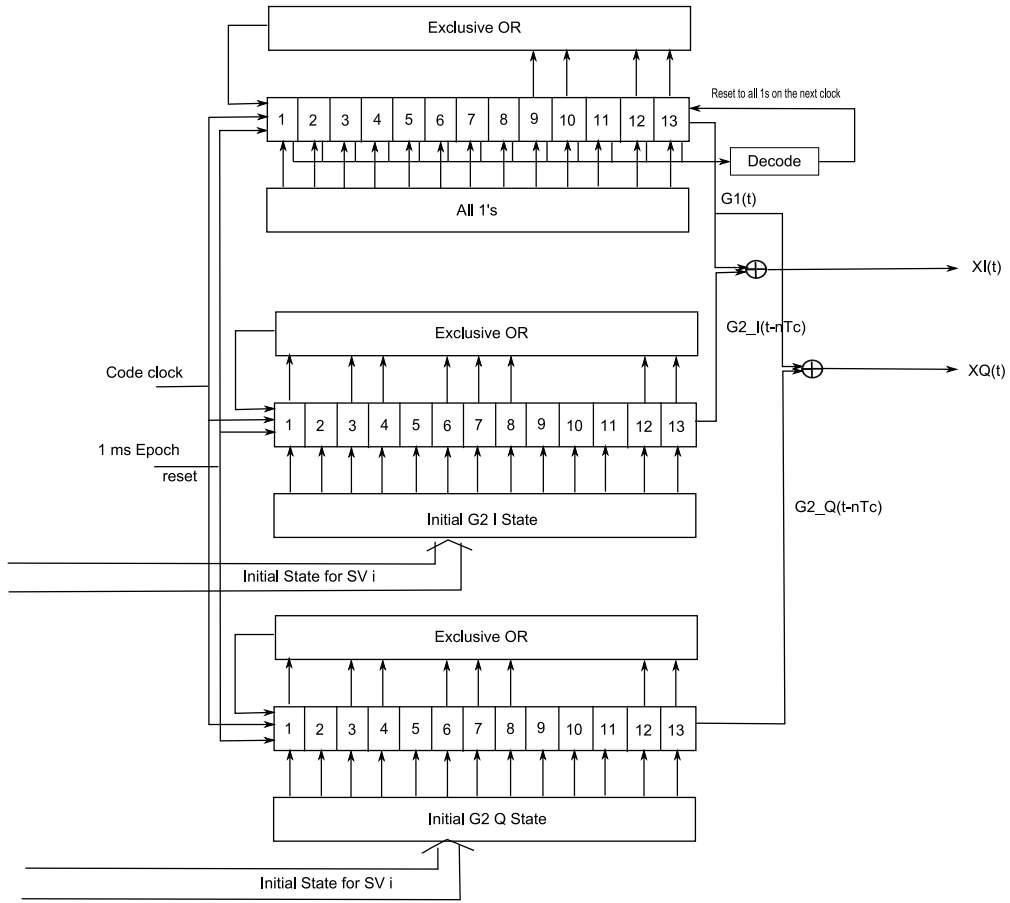 Exclusive OR
Reset to all 1s on the next clock
1 2 3 4 5 6 7 8 9 10 11 12 13
Decode
All 1's
G1(t)
XI(t)
G2_I(t-nTc)
Exclusive OR
Code clock
XQ(t)
1 2 3 4 5 6 7 8 9 10 11 12 13
1 ms Epoch
reset
G2_Q(t-nTc)
Initial G2 I State
Initial State for SV i
Exclusive OR
1 2 3 4 5 6 7 8 9 10 11 12 13
Initial G2 Q State
Initial State for SV i